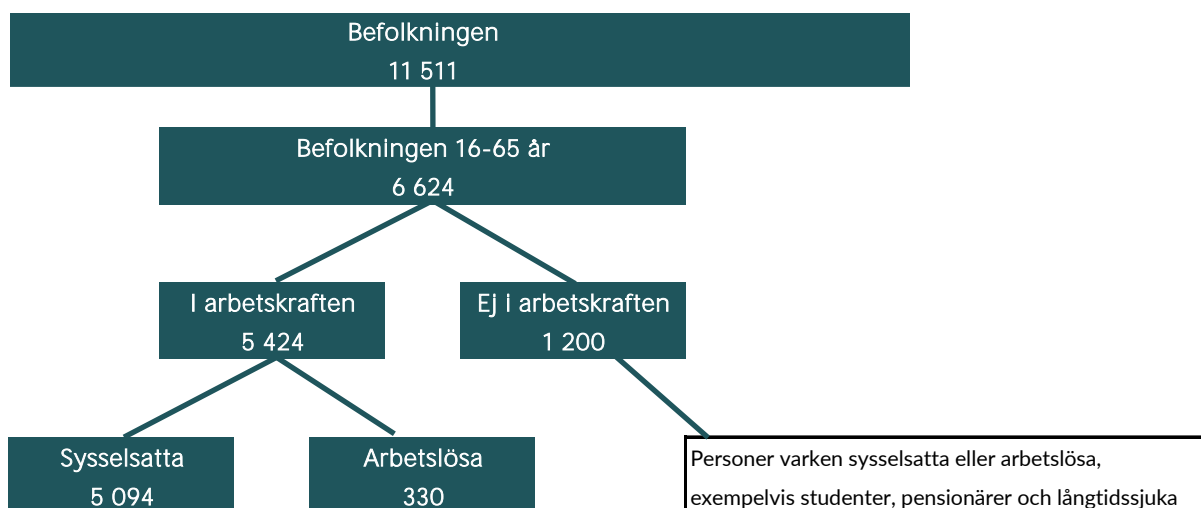 Befolkningen
11 511
Befolkningen 16-65 år
6 624
I arbetskraften
5 424
Ej i arbetskraften
1 200
Sysselsatta
5 094
Arbetslösa
330
Personer varken sysselsatta eller arbetslösa,
exempelvis studenter, pensionärer och långtidssjuka